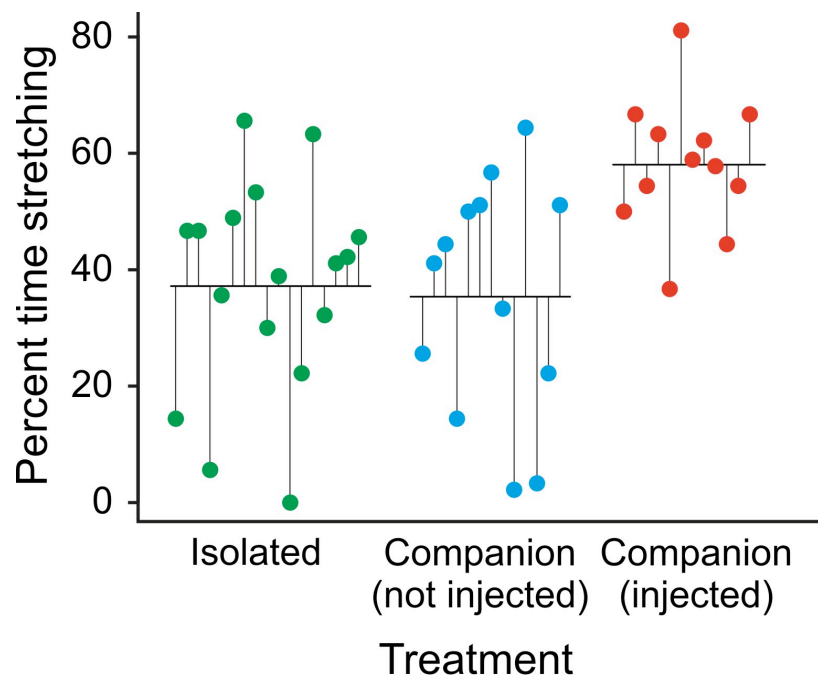 Percent time stretching
80
60
40
20
0
Isolated
Companion
(not injected)
Companion
(injected)
Treatment